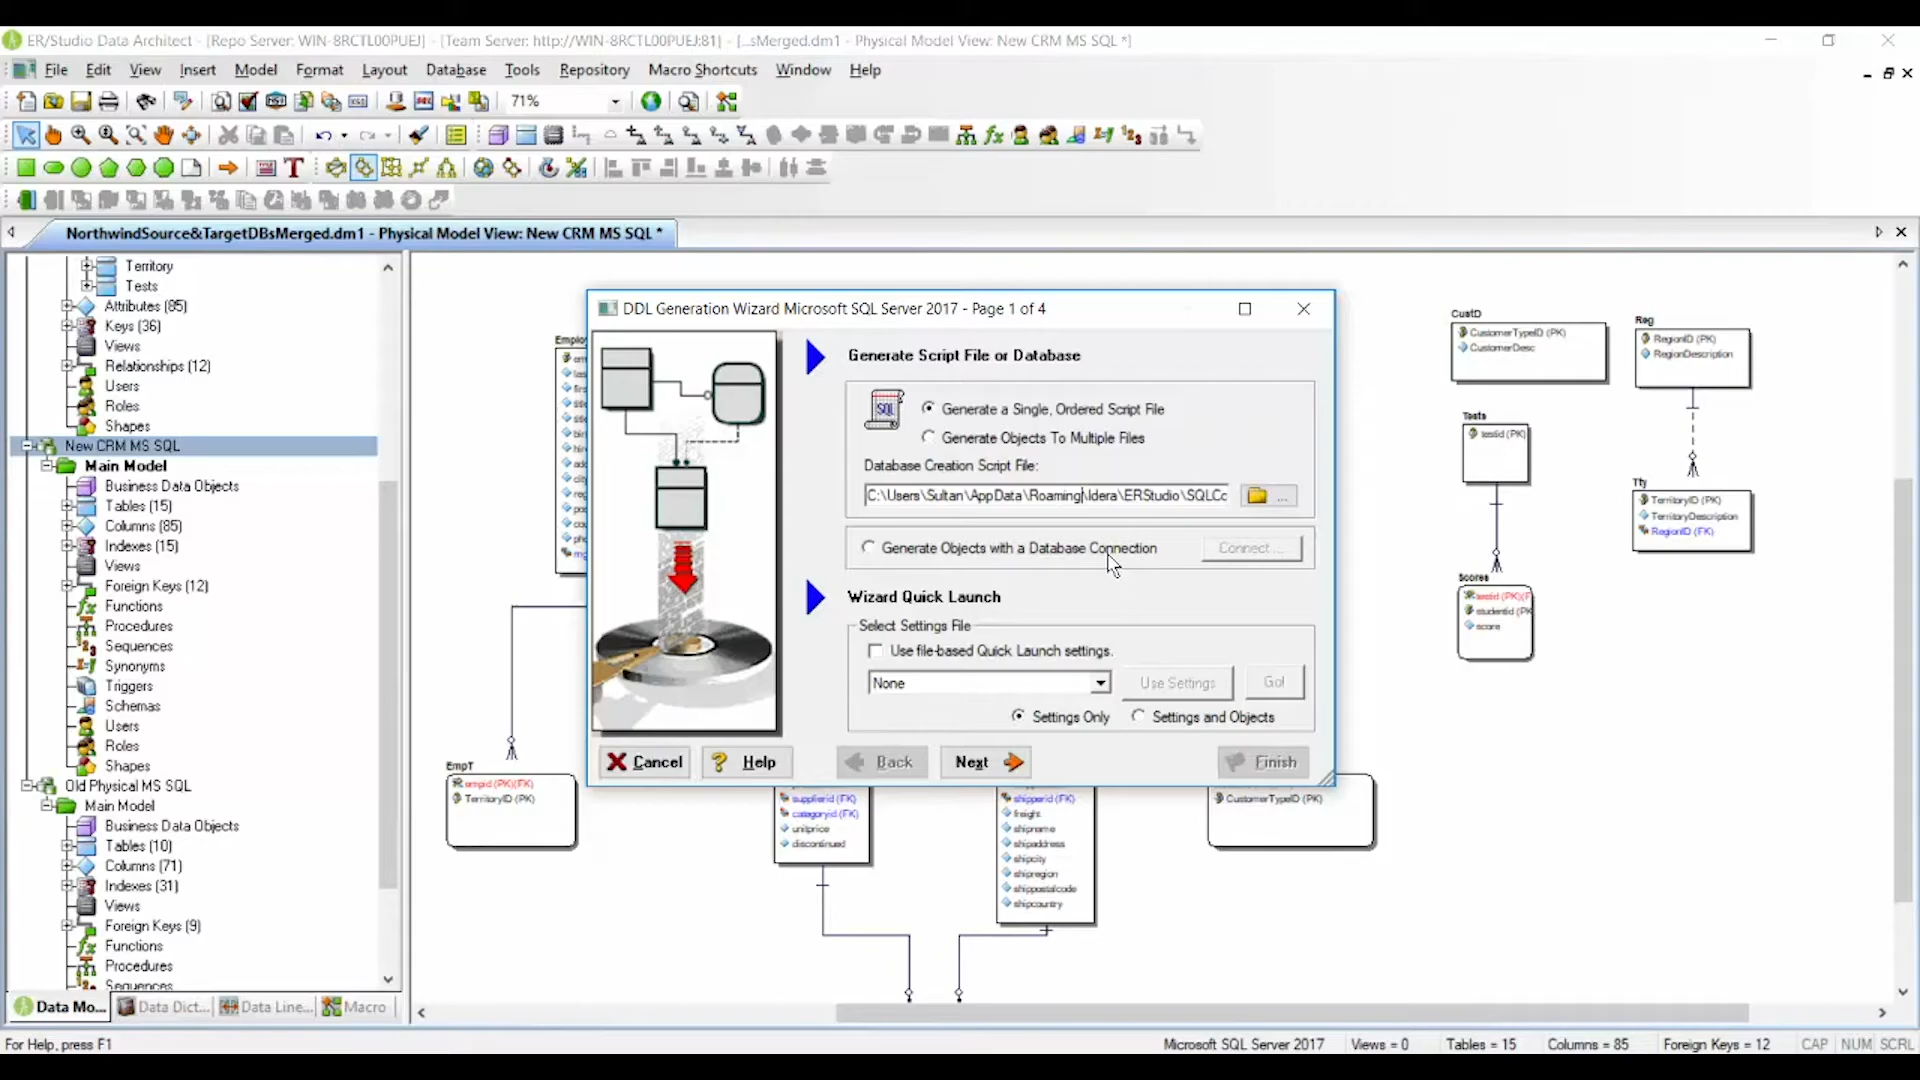 ER/Studio Data Architect - [Repo Server: WIN-8RCTL00PUEJ] - [Team Server: http://WIN-8RCTL00PUEJ:81] - [...sMerged.dm1 - Physical Model View: New CRM MS SQL *]
File Edit View Insert Model Format Layout Database Tools Repository Macro Shortcuts Window Help
71%
NorthwindSource&TargetDBsMerged.dm1 - Physical Model View: New CRM MS SQL *
Territory
Tests
Attributes (85)
Keys (36)
Views
Relationships (12)
Users
Roles
Shapes
New CRM MS SQL
Main Model
Business Data Objects
Tables (15)
Columns (85)
Indexes (15)
Views
Foreign Keys (12)
Functions
Procedures
Sequences
Synonyms
Triggers
Schemas
Users
Roles
Shapes
Old Physical MS SQL
Main Model
Business Data Objects
Tables (10)
Columns (71)
Indexes (31)
Views
Foreign Keys (9)
Functions
Procedures
Sequences
Data Mo... Data Dict... Data Line... Macro
DDL Generation Wizard Microsoft SQL Server 2017 - Page 1 of 4
Generate Script File or Database
SQL
Generate a Single, Ordered Script File
Generate Objects To Multiple Files
Database Creation Script File:
C:\Users\Sultan\AppData\Roaming\Idera\ERStudio\SQLCc
...
Generate Objects with a Database Connection
Connect ...
Wizard Quick Launch
Select Settings File
Use file-based Quick Launch settings.
None
Use Settings
Go!
Settings Only
Settings and Objects
Cancel
Help
Back
Next
Finish
Employ
EmpT
empid (PK)(FK)
TerritoryID (PK)
supplierid (FK)
categoryid (FK)
unitprice
discontinued
shipperid (FK)
freight
shipname
shipaddress
shipcity
shipregion
shippostalcode
shipcountry
CustomerTypeID (PK)
CustD
CustomerTypeID (PK)
CustomerDesc
Reg
RegionID (PK)
RegionDescription
Tests
testid (PK)
Tty
TerritoryID (PK)
TerritoryDescription
RegionID (FK)
Scores
testid (PK)(F
studentid (PK
score
For Help, press F1
Microsoft SQL Server 2017 Views = 0 Tables = 15 Columns = 85 Foreign Keys = 12 CAP NUM SCRL